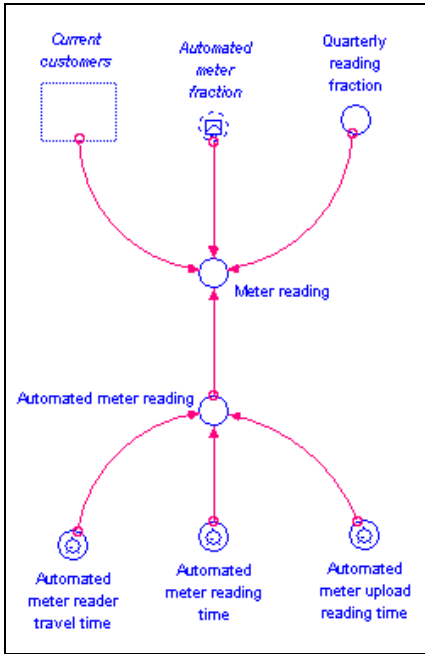 Current
customers
Automated
meter
fraction
Quarterly
reading
fraction
Meter reading
Automated meter reading
Automated
meter reader
travel time
Automated
meter reading
time
Automated
meter upload
reading time